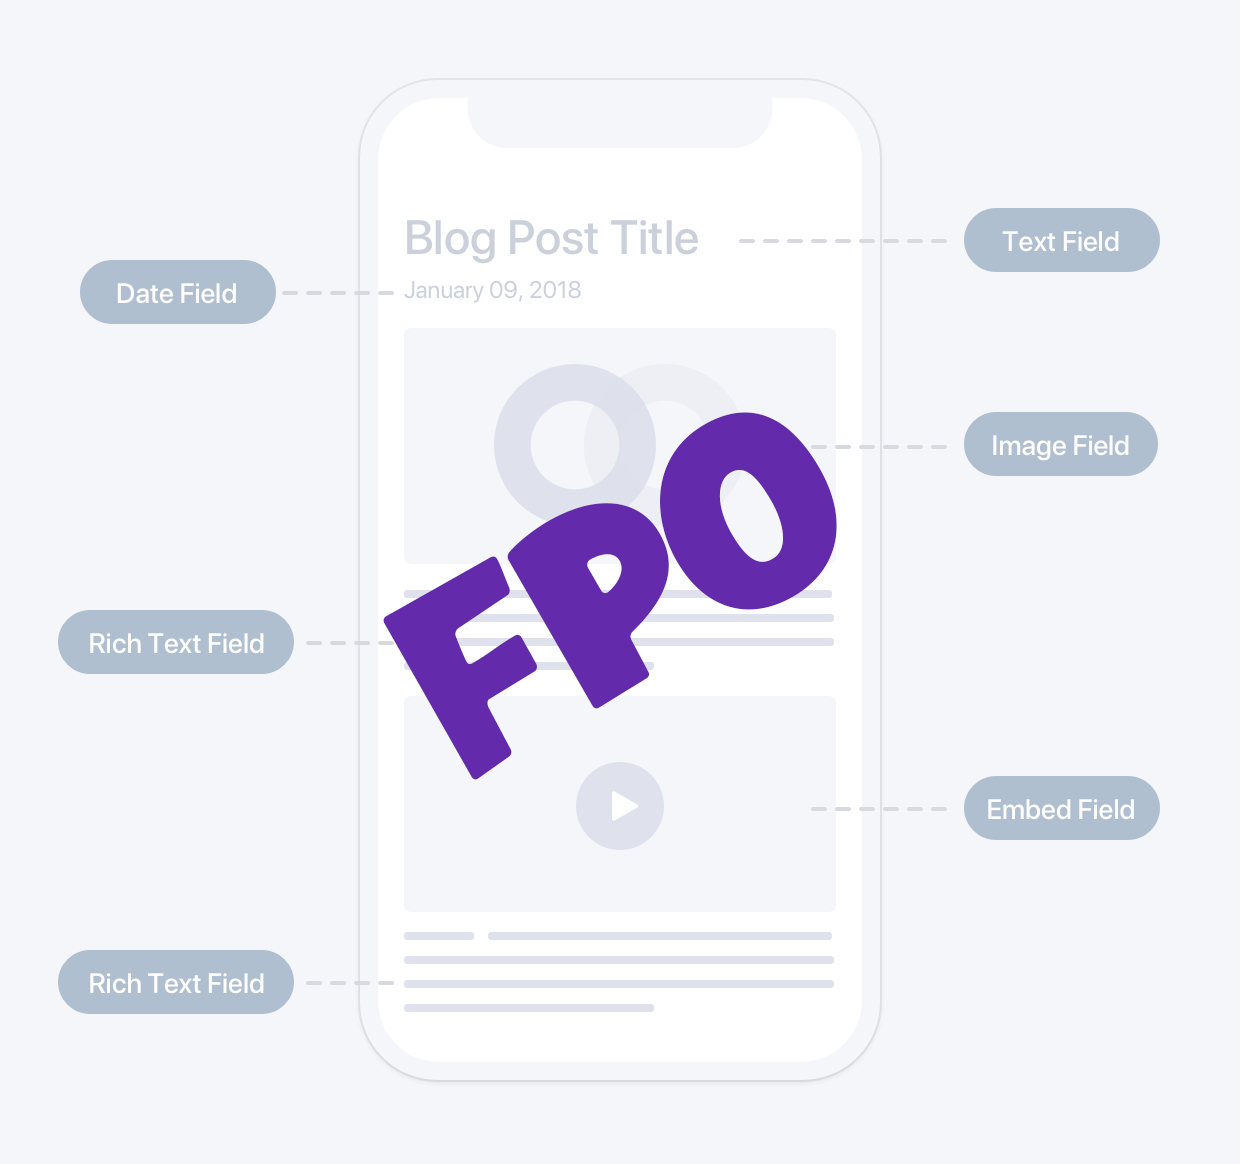 Blog Post Title
Text Field
Date Field
January 09, 2018
Image Field
FPO
Rich Text Field
Embed Field
Rich Text Field